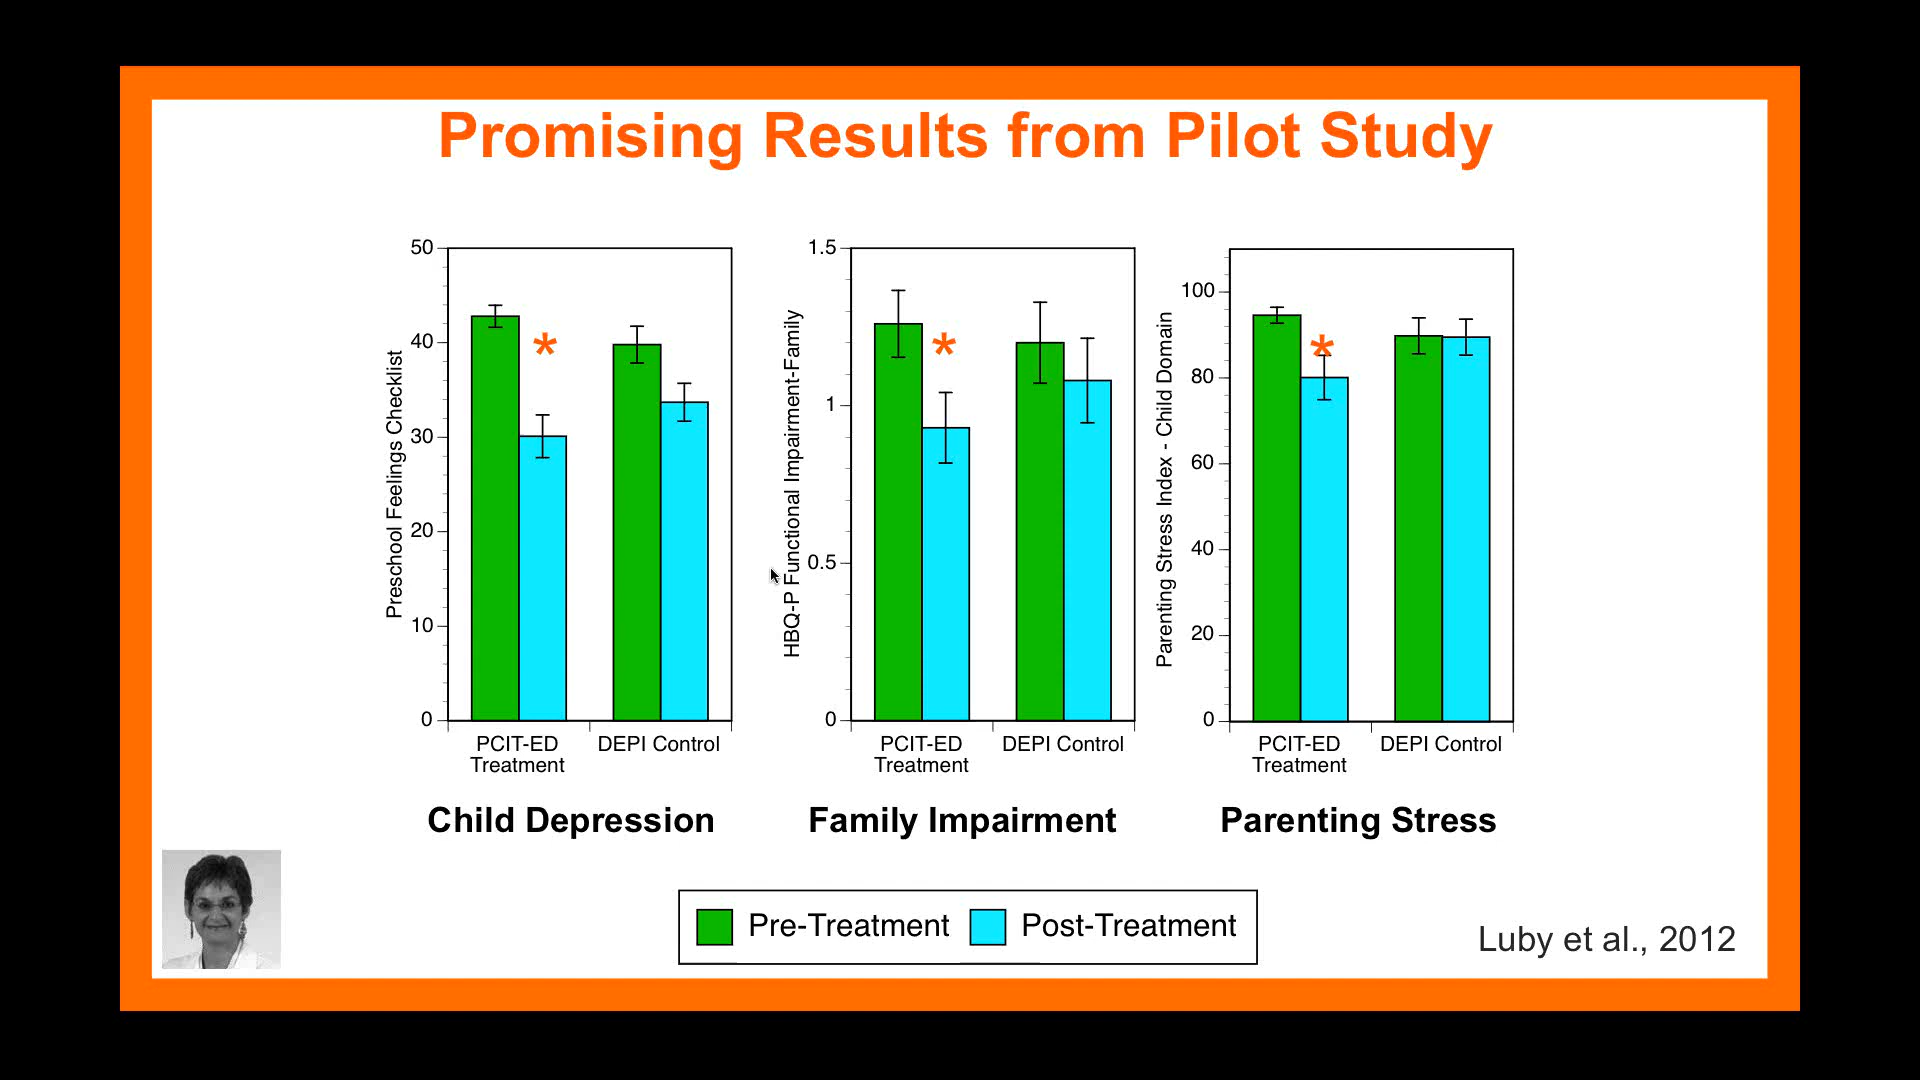 Promising Results from Pilot Study
Preschool Feelings Checklist
50
40
30
20
10
0
PCIT-ED
Treatment
DEPI Control
Child Depression
HBQ-P Functional Impairment-Family
1.5
1
0.5
0
PCIT-ED
Treatment
DEPI Control
Family Impairment
Parenting Stress Index - Child Domain
100
80
60
40
20
0
PCIT-ED
Treatment
DEPI Control
Parenting Stress
*
*
*
Pre-Treatment
Post-Treatment
Luby et al., 2012